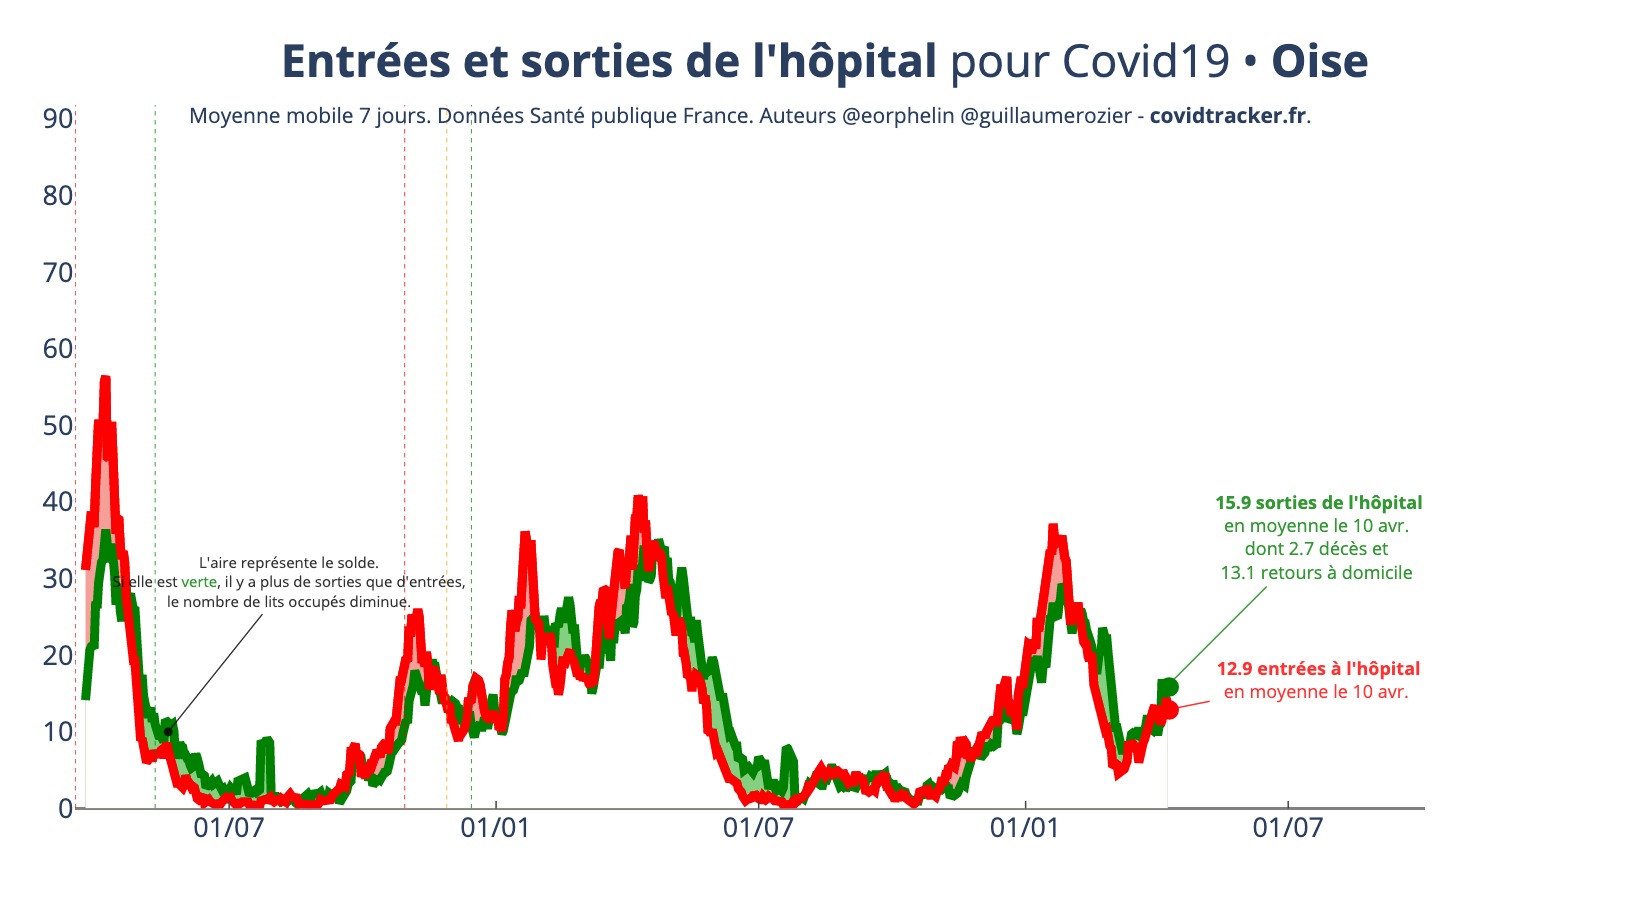 Entrées et sorties de l'hôpital pour Covid19 • Oise
Moyenne mobile 7 jours. Données Santé publique France. Auteurs @eorphelin @guillaumerozier - covidtracker.fr.
90
80
70
60
50
40
30
20
10
0
L'aire représente le solde.
Si elle est verte, il y a plus de sorties que d'entrées,
le nombre de lits occupés diminue.
15.9 sorties de l'hôpital
en moyenne le 10 avr.
dont 2.7 décès et
13.1 retours à domicile
12.9 entrées à l'hôpital
en moyenne le 10 avr.
01/07
01/01
01/07
01/01
01/07